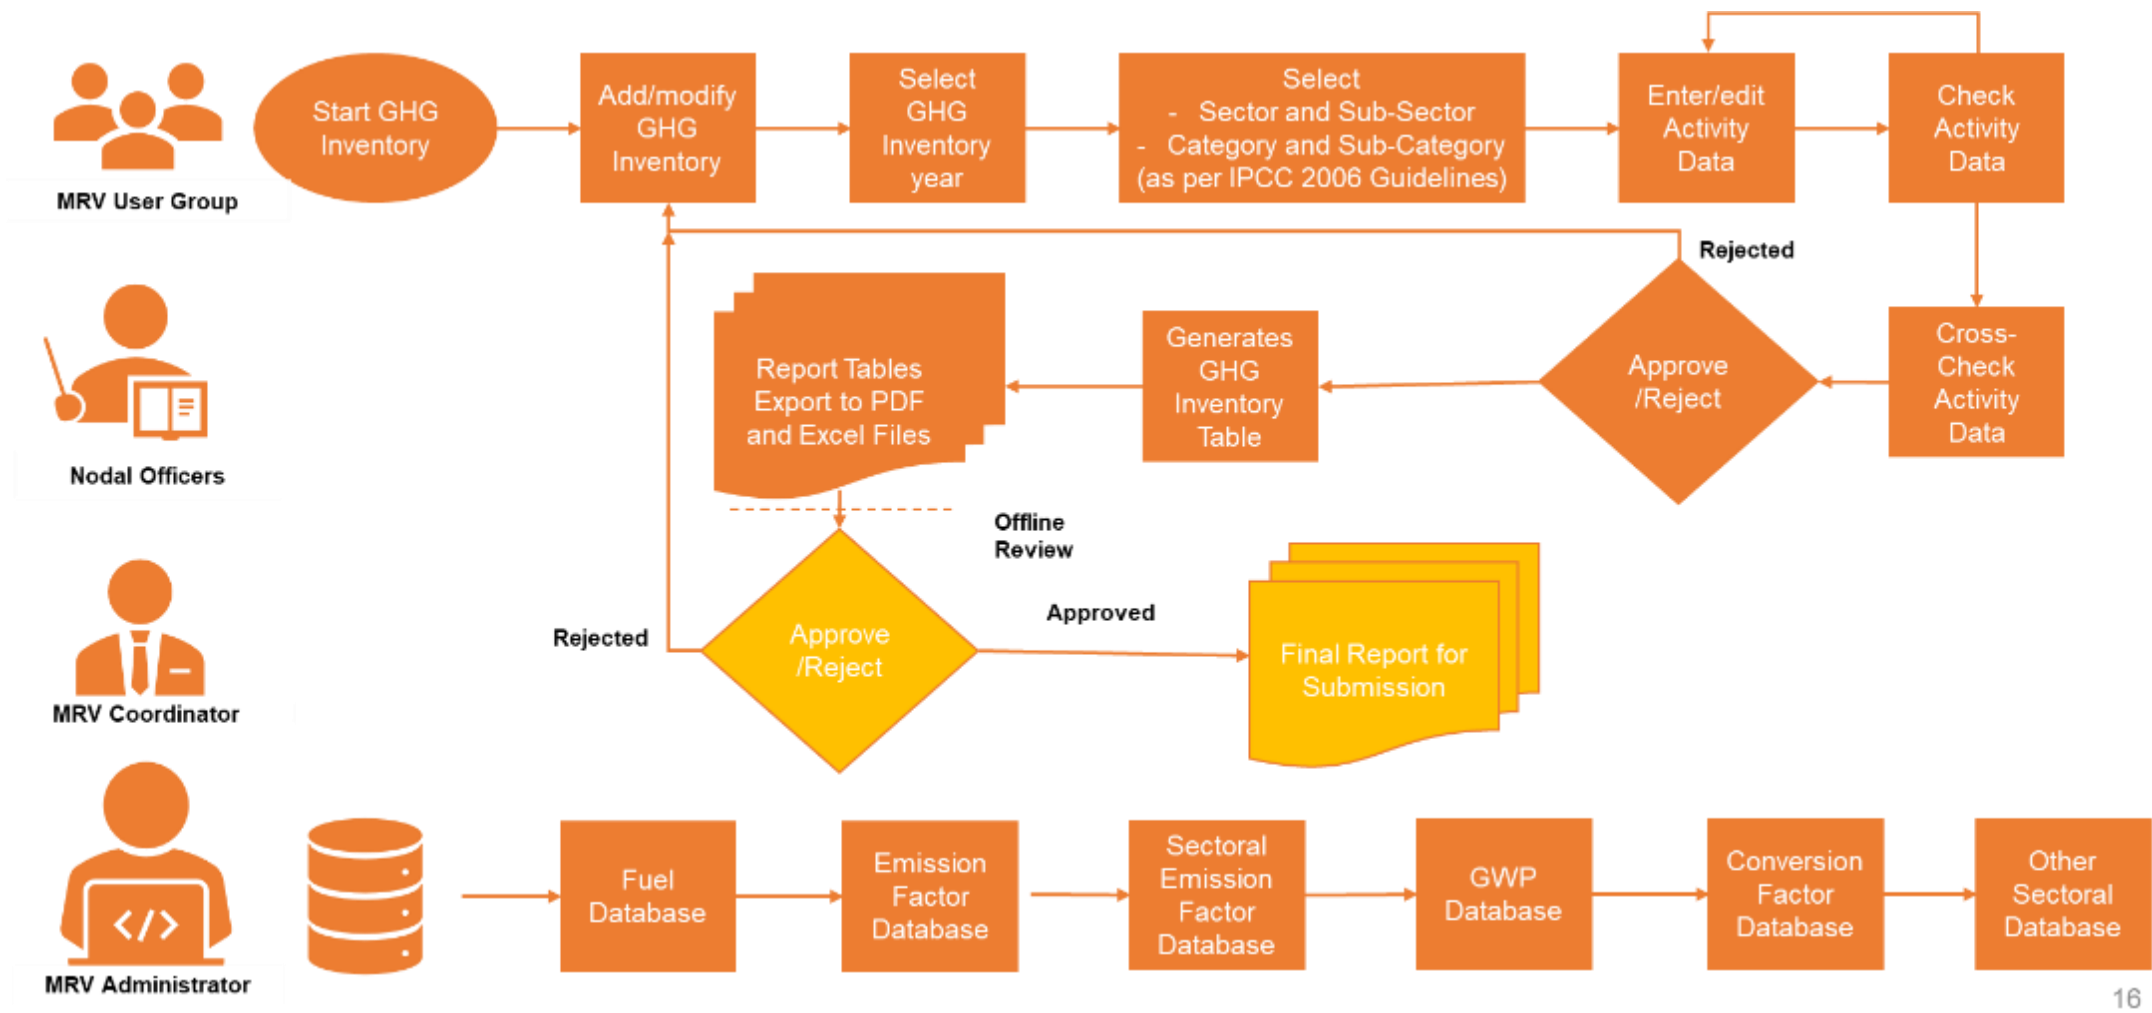 Start GHG
Inventory
Add/modify
GHG
Inventory
Select
GHG
Inventory
year
Select
- Sector and Sub-Sector
- Category and Sub-Category
(as per IPCC 2006 Guidelines)
Enter/edit
Activity
Data
Check
Activity
Data
MRV User Group
Rejected
Report Tables
Export to PDF
and Excel Files
Generates
GHG
Inventory
Table
Approve
/Reject
Cross-
Check
Activity
Data
Nodal Officers
Offline
Review
Rejected
Approve
/Reject
Approved
Final Report for
Submission
MRV Coordinator
Fuel
Database
Emission
Factor
Database
Sectoral
Emission
Factor
Database
GWP
Database
Conversion
Factor
Database
Other
Sectoral
Database
</>
MRV Administrator
16